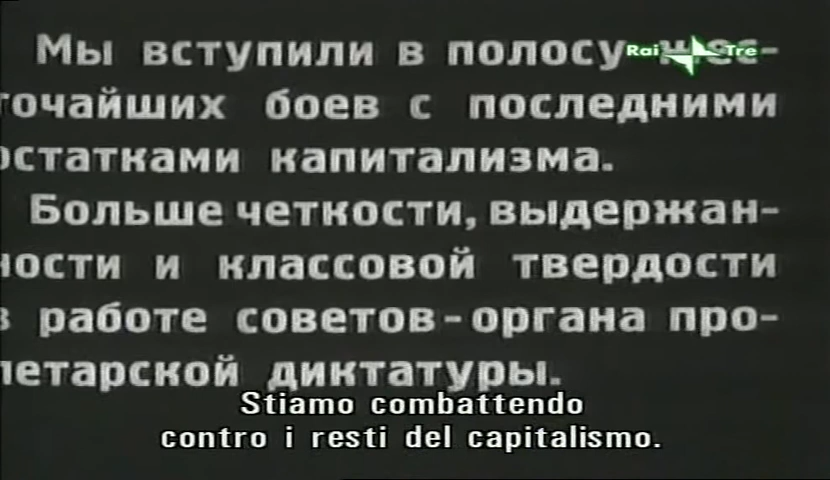 Мы вступили в полосу жес-
Rai Tre
точайших боев с последними
остатками капитализма.
Больше четкости, выдержан-
ности и классовой твердости
в работе советов-органа про-
летарской диктатуры.
Stiamo combattendo
contro i resti del capitalismo.